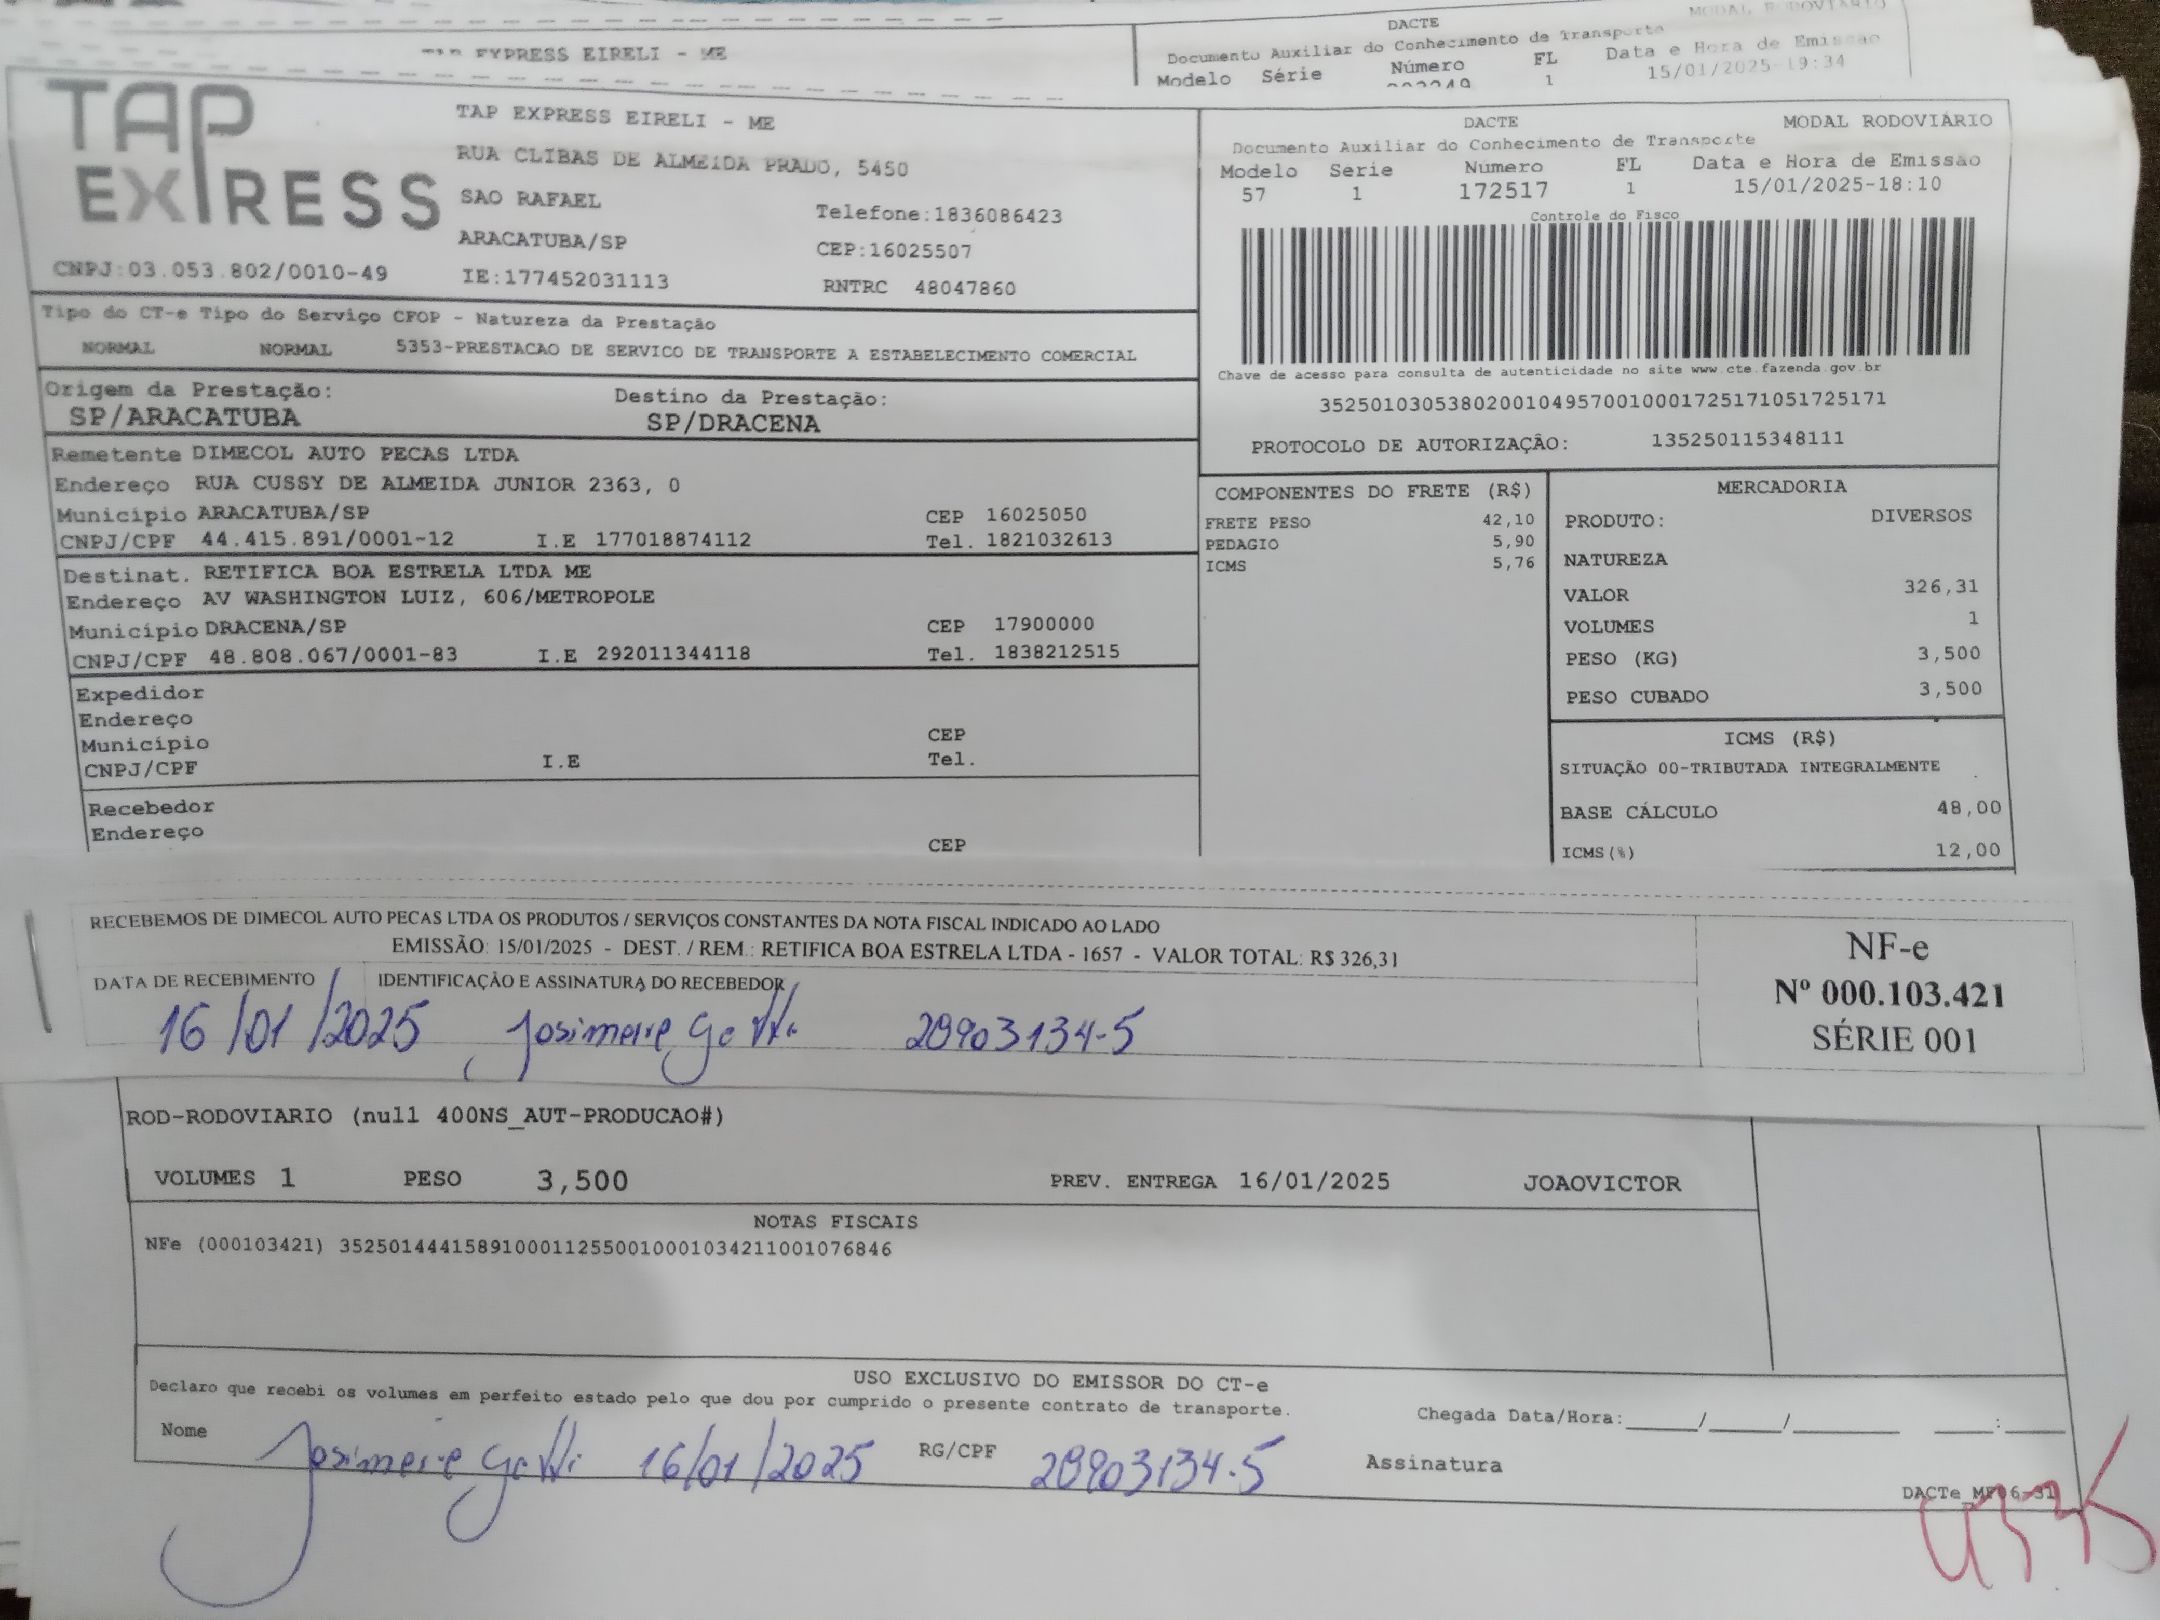 EXPRESS EIRELI - ME
DACTE
MODAL RODOVIÁRIO
Documento Auxiliar do Conhecimento de Transporte
Modelo Série Número FL Data e Hora de Emissão
1 15/01/2025-19:34
TAP EXPRESS
TAP EXPRESS EIRELI - ME
RUA CLIBAS DE ALMEIDA PRADO, 5450
SAO RAFAEL
Telefone:1836086423
ARACATUBA/SP
CEP:16025507
CNPJ:03.053.802/0010-49
IE:177452031113
RNTRC 48047860
DACTE
MODAL RODOVIÁRIO
Documento Auxiliar do Conhecimento de Transporte
Modelo Serie Número FL Data e Hora de Emissão
57 1 172517 1 15/01/2025-18:10
Controle do Fisco
Chave de acesso para consulta de autenticidade no site www.cte.fazenda.gov.br
35250103053802001049570010001725171051725171
PROTOCOLO DE AUTORIZAÇÃO: 135250115348111
Tipo do CT-e Tipo do Serviço CFOP - Natureza da Prestação
NORMAL NORMAL 5353-PRESTACAO DE SERVICO DE TRANSPORTE A ESTABELECIMENTO COMERCIAL
Origem da Prestação: Destino da Prestação:
SP/ARACATUBA SP/DRACENA
Remetente DIMECOL AUTO PECAS LTDA
Endereço RUA CUSSY DE ALMEIDA JUNIOR 2363, 0
Município ARACATUBA/SP CEP 16025050
CNPJ/CPF 44.415.891/0001-12 I.E 177018874112 Tel. 1821032613
Destinat. RETIFICA BOA ESTRELA LTDA ME
Endereço AV WASHINGTON LUIZ, 606/METROPOLE
Município DRACENA/SP CEP 17900000
CNPJ/CPF 48.808.067/0001-83 I.E 292011344118 Tel. 1838212515
Expedidor
Endereço
Município CEP
CNPJ/CPF I.E Tel.
Recebedor
Endereço
CEP
COMPONENTES DO FRETE (R$)
FRETE PESO 42,10
PEDAGIO 5,90
ICMS 5,76
MERCADORIA
PRODUTO: DIVERSOS
NATUREZA
VALOR 326,31
VOLUMES 1
PESO (KG) 3,500
PESO CUBADO 3,500
ICMS (R$)
SITUAÇÃO 00-TRIBUTADA INTEGRALMENTE
BASE CÁLCULO 48,00
ICMS(%) 12,00
RECEBEMOS DE DIMECOL AUTO PECAS LTDA OS PRODUTOS / SERVIÇOS CONSTANTES DA NOTA FISCAL INDICADO AO LADO
EMISSÃO: 15/01/2025 - DEST. / REM.: RETIFICA BOA ESTRELA LTDA - 1657 - VALOR TOTAL: R$ 326,31
DATA DE RECEBIMENTO IDENTIFICAÇÃO E ASSINATURA DO RECEBEDOR
16/01/2025 Josimeire 28903134-5
NF-e
Nº 000.103.421
SÉRIE 001
ROD-RODOVIARIO (null 400NS_AUT-PRODUCAO#)
VOLUMES 1 PESO 3,500 PREV. ENTREGA 16/01/2025 JOAOVICTOR
NOTAS FISCAIS
NFe (000103421) 35250144415891000112550010001034211001076846
USO EXCLUSIVO DO EMISSOR DO CT-e
Declaro que recebi os volumes em perfeito estado pelo que dou por cumprido o presente contrato de transporte.
Chegada Data/Hora:_____/_____/________ ____:____
Nome Josimeire 16/01/2025 RG/CPF 28903134-5 Assinatura
DACTe_MF06-31